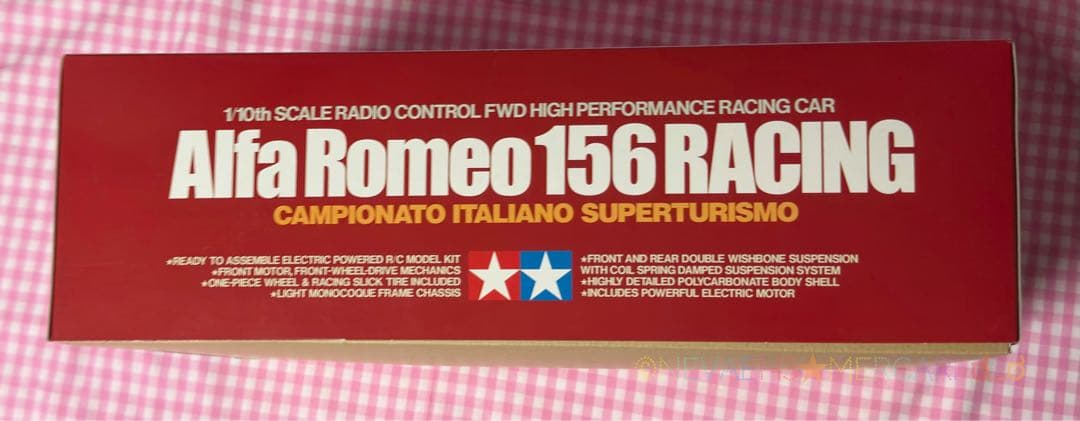 1/10th SCALE RADIO CONTROL FWD HIGH PERFORMANCE RACING CAR
Alfa Romeo 156 RACING
CAMPIONATO ITALIANO SUPERTURISMO
★READY TO ASSEMBLE ELECTRIC POWERED R/C MODEL KIT
★FRONT MOTOR, FRONT-WHEEL-DRIVE MECHANICS
★ONE-PIECE WHEEL & RACING SLICK TIRE INCLUDED
★LIGHT MONOCOQUE FRAME CHASSIS
★FRONT AND REAR DOUBLE WISHBONE SUSPENSION
WITH COIL SPRING DAMPED SUSPENSION SYSTEM
★HIGHLY DETAILED POLYCARBONATE BODY SHELL
★INCLUDES POWERFUL ELECTRIC MOTOR